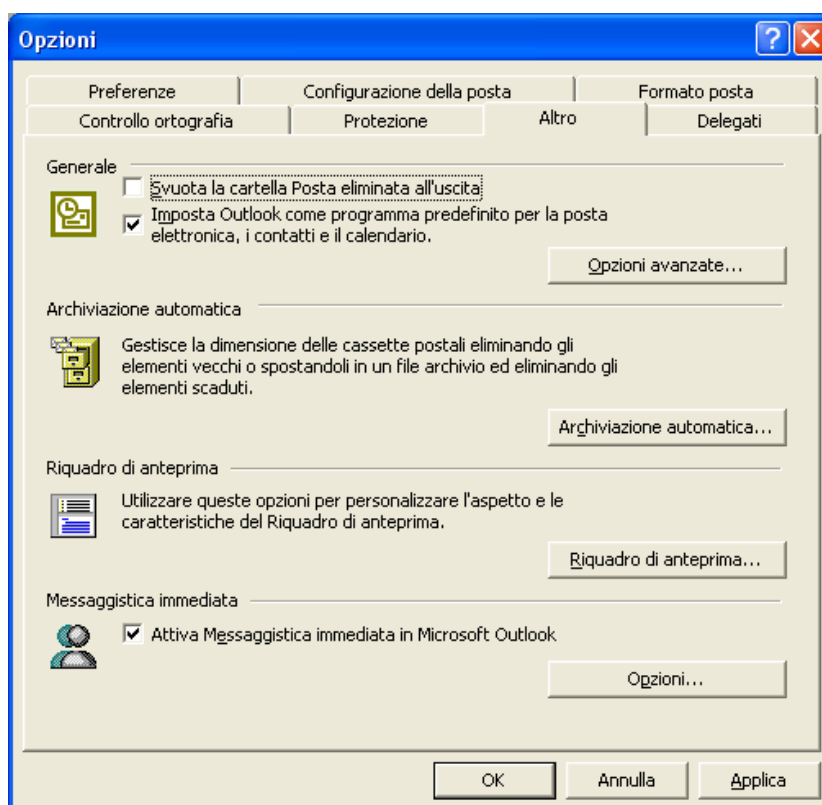 Opzioni
Preferenze
Configurazione della posta
Formato posta
Controllo ortografia
Protezione
Altro
Delegati
Generale
Svuota la cartella Posta eliminata all'uscita
Imposta Outlook come programma predefinito per la posta
elettronica, i contatti e il calendario.
Opzioni avanzate...
Archiviazione automatica
Gestisce la dimensione delle cassette postali eliminando gli
elementi vecchi o spostandoli in un file archivio ed eliminando gli
elementi scaduti.
Archiviazione automatica...
Riquadro di anteprima
Utilizzare queste opzioni per personalizzare l'aspetto e le
caratteristiche del Riquadro di anteprima.
Riquadro di anteprima...
Messaggistica immediata
Attiva Messaggistica immediata in Microsoft Outlook
Opzioni...
OK
Annulla
Applica